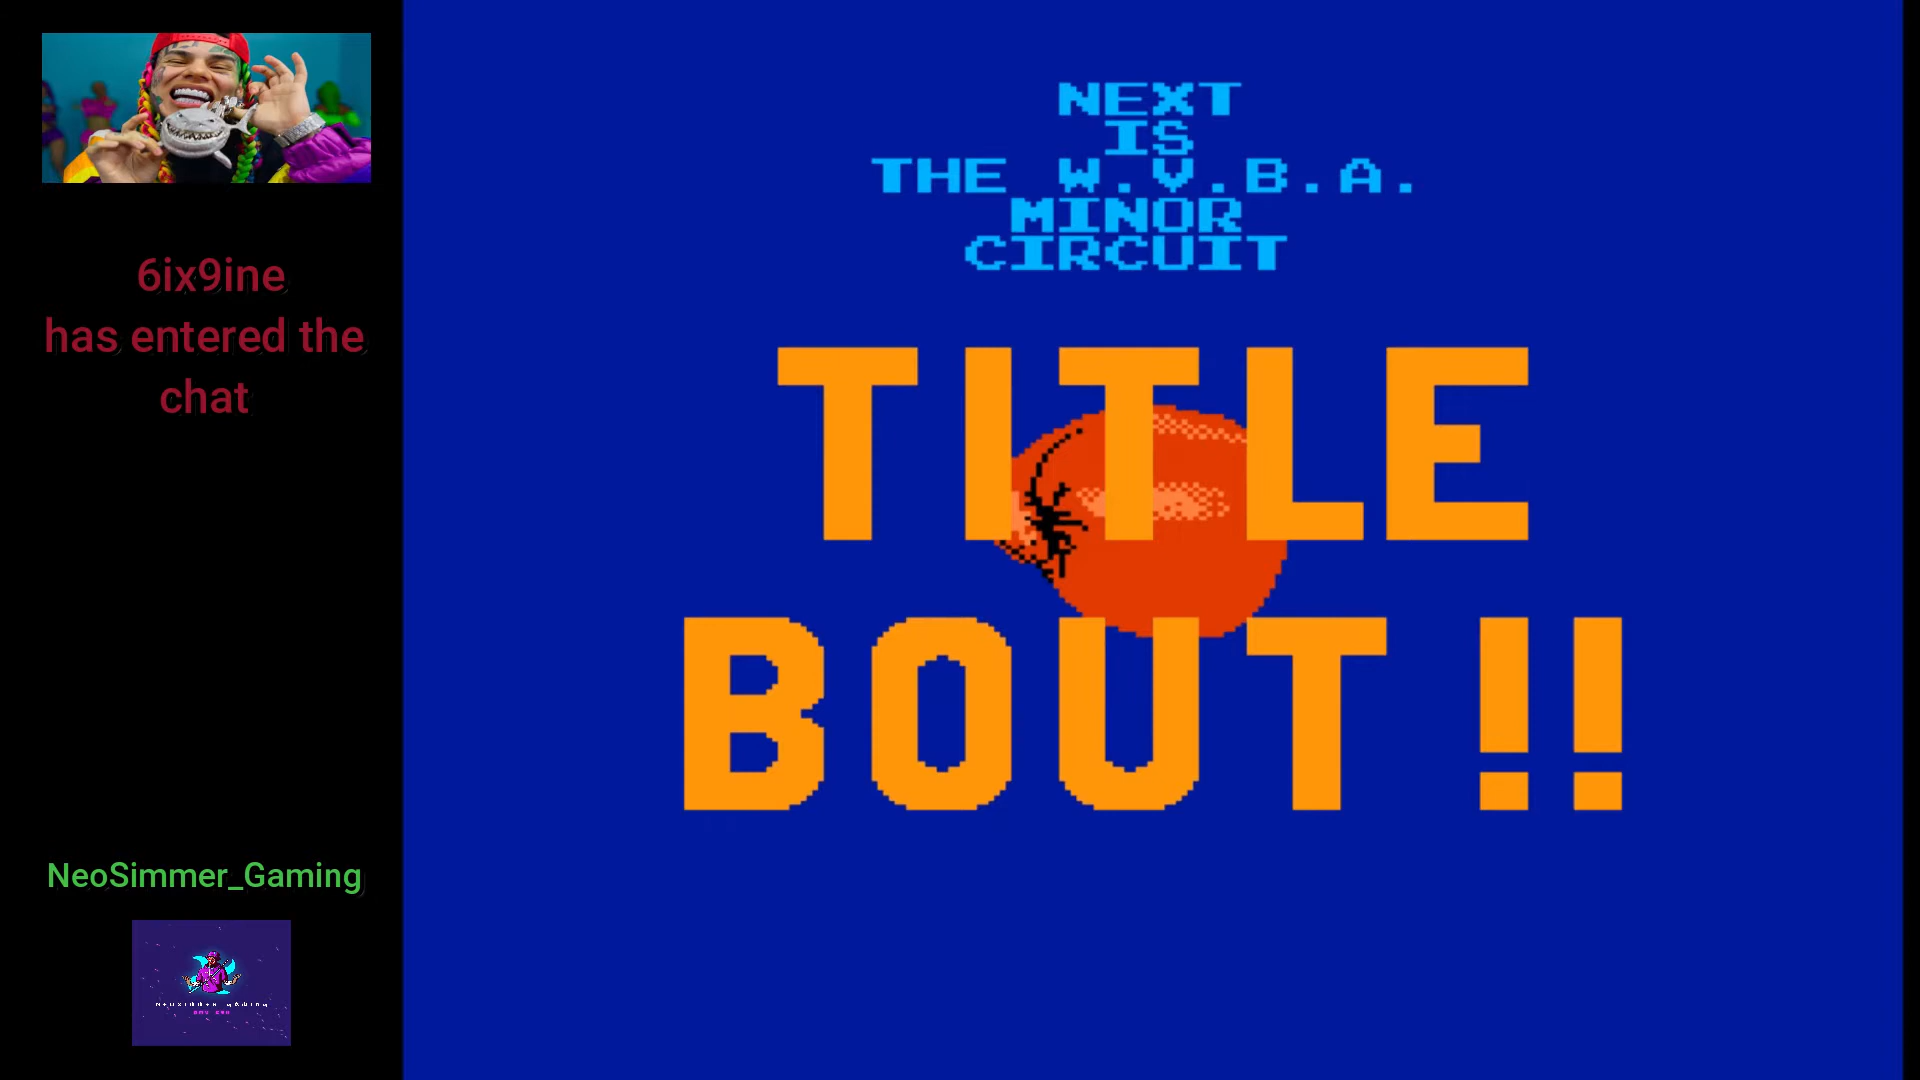 6ix9ine
has entered the
chat
NeoSimmer_Gaming
NEXT
IS
THE W.V.B.A.
MINOR
CIRCUIT
TITLE
BOUT!!